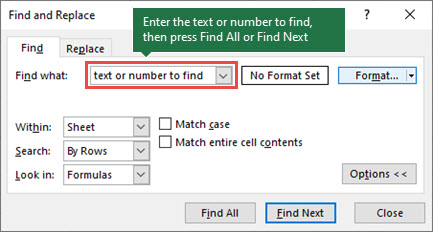 Find and Replace
Enter the text or number to find,
then press Find All or Find Next
? ×
Find Replace
Find what: text or number to find No Format Set Format...
Within: Sheet Match case
Search: By Rows Match entire cell contents
Look in: Formulas Options <<
Find All Find Next Close